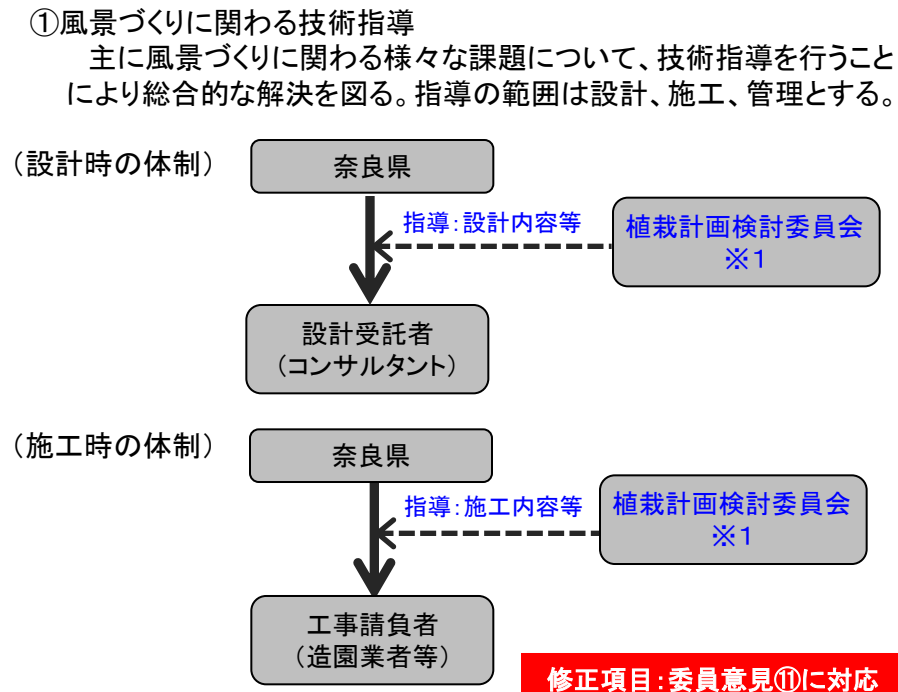 ①風景づくりに関わる技術指導
主に風景づくりに関わる様々な課題について、技術指導を行うこと
により総合的な解決を図る。指導の範囲は設計、施工、管理とする。
（設計時の体制）
奈良県
指導：設計内容等
植栽計画検討委員会
※１
設計受託者
（コンサルタント）
（施工時の体制）
奈良県
指導：施工内容等
植栽計画検討委員会
※１
工事請負者
（造園業者等）
修正項目：委員意見⑪に対応